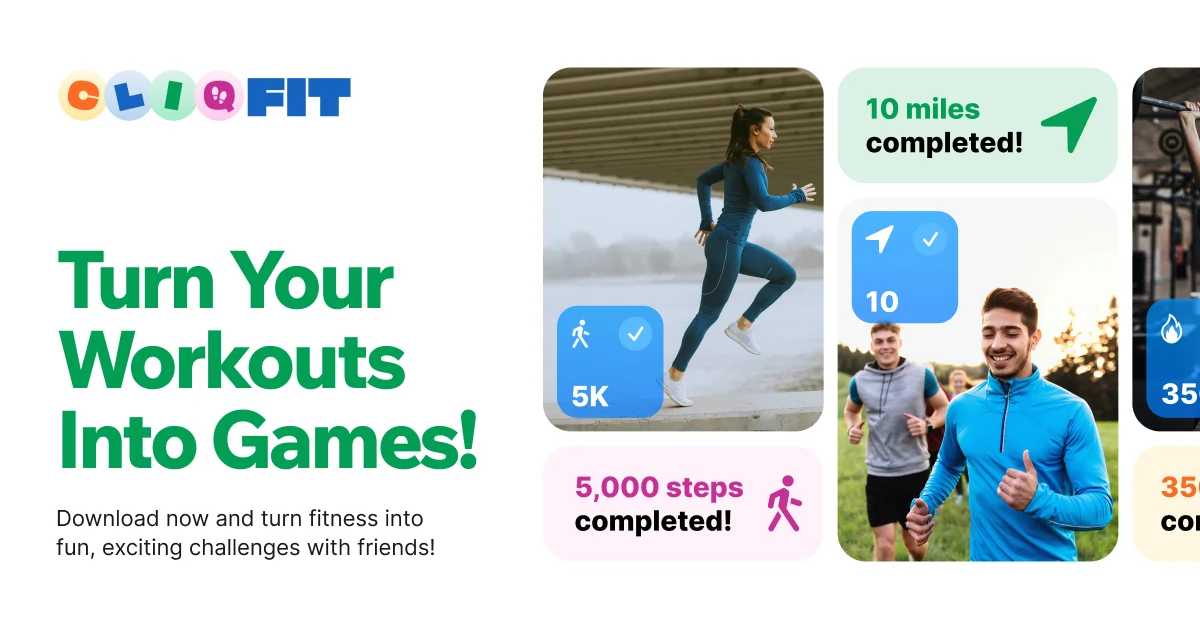 CLIQFIT
Turn Your
Workouts
Into Games!
Download now and turn fitness into
fun, exciting challenges with friends!
5K
5,000 steps
completed!
10 miles
completed!
10